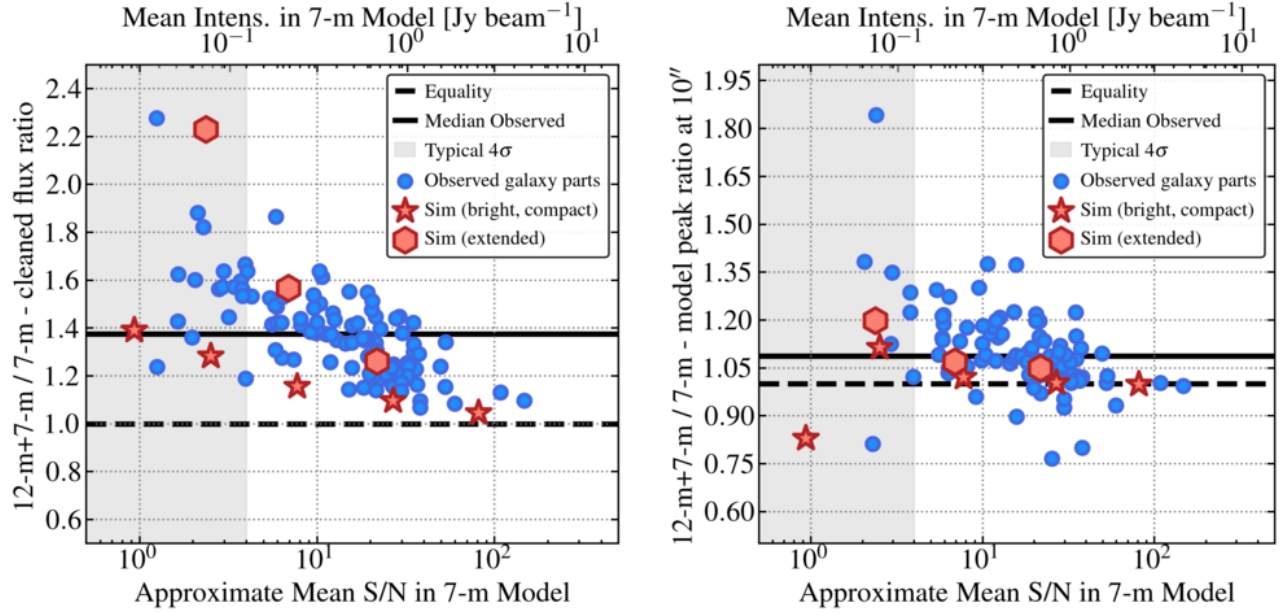 Mean Intens. in 7-m Model [Jy beam⁻¹]
10⁻¹ 10⁰ 10¹
12-m+7-m / 7-m - cleaned flux ratio
2.4
2.2
2.0
1.8
1.6
1.4
1.2
1.0
0.8
0.6
Equality
Median Observed
Typical 4σ
Observed galaxy parts
Sim (bright, compact)
Sim (extended)
10⁰ 10¹ 10²
Approximate Mean S/N in 7-m Model
Mean Intens. in 7-m Model [Jy beam⁻¹]
10⁻¹ 10⁰ 10¹
12-m+7-m / 7-m - model peak ratio at 10″
1.95
1.80
1.65
1.50
1.35
1.20
1.05
0.90
0.75
0.60
Equality
Median Observed
Typical 4σ
Observed galaxy parts
Sim (bright, compact)
Sim (extended)
10⁰ 10¹ 10²
Approximate Mean S/N in 7-m Model